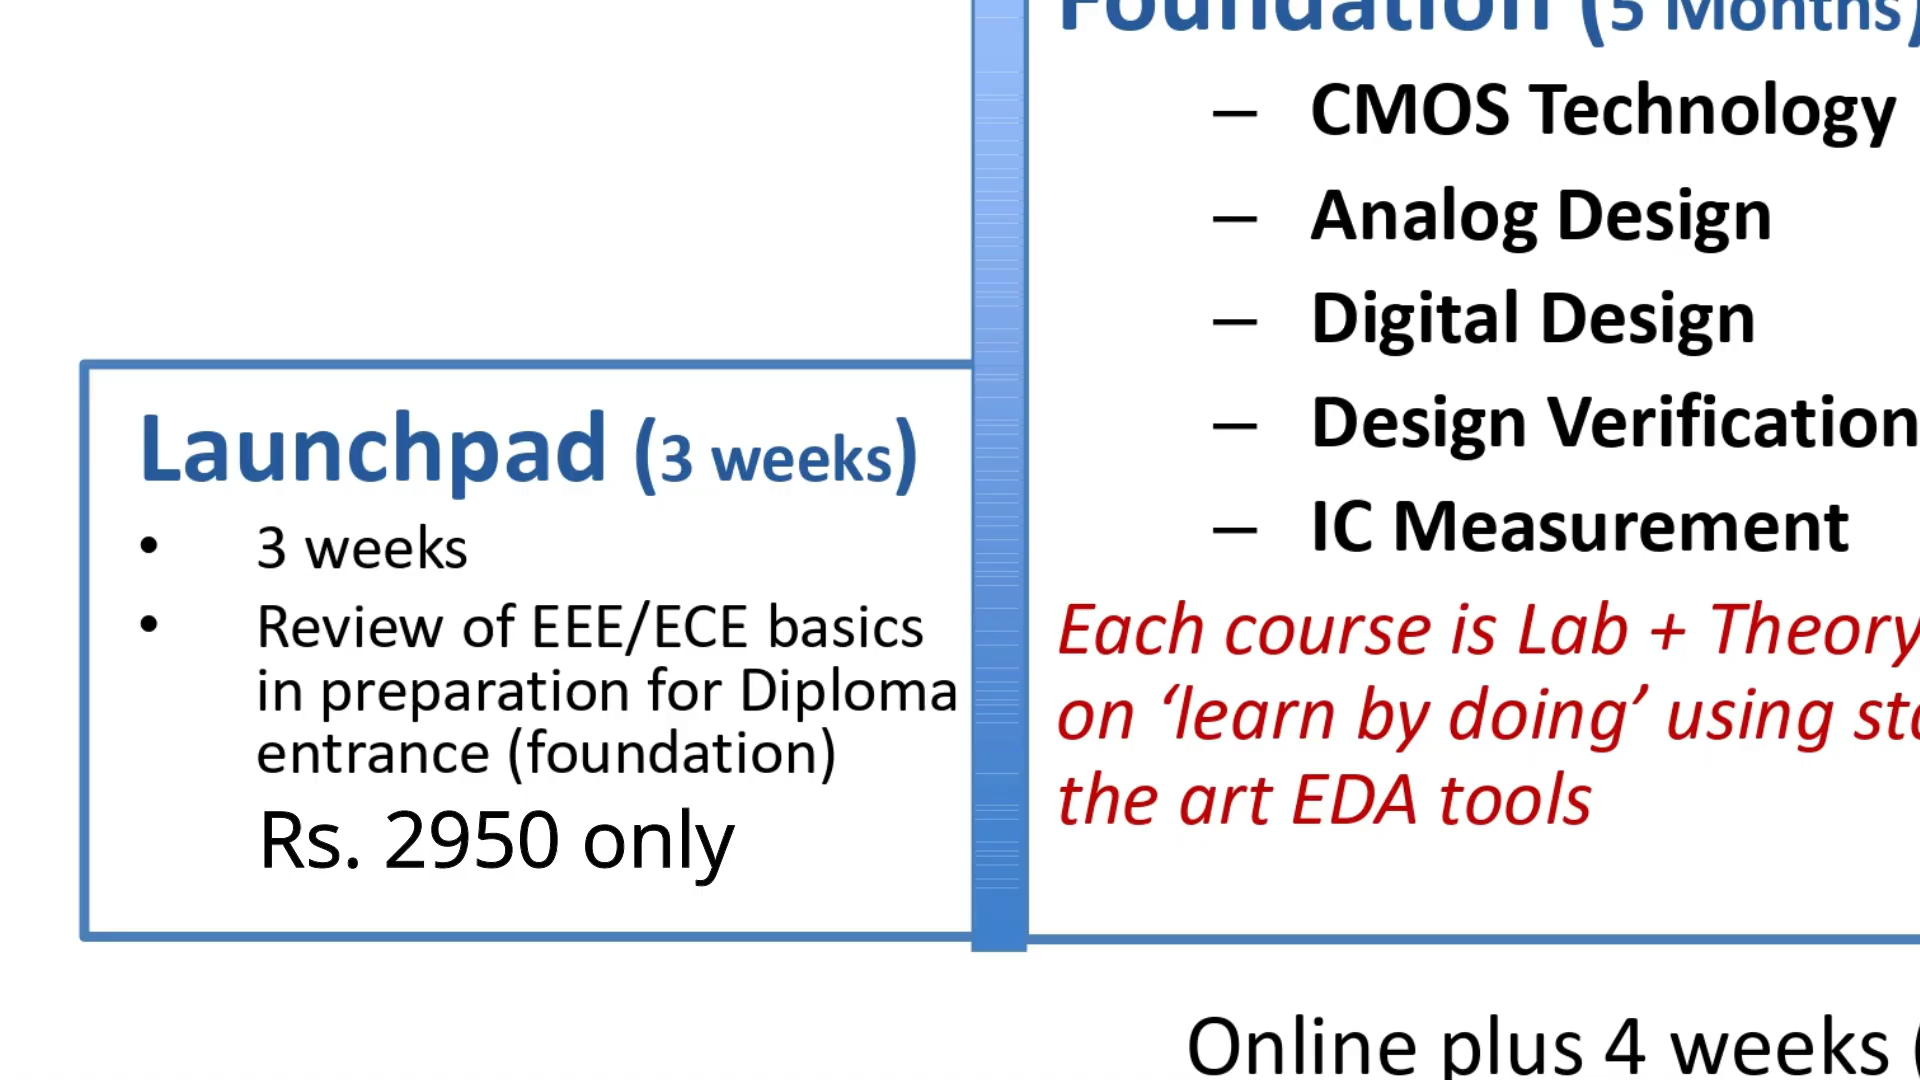 Foundation (5 Months)
– CMOS Technology
– Analog Design
– Digital Design
– Design Verification
– IC Measurement
Each course is Lab + Theory
on ‘learn by doing’ using
the art EDA tools
Launchpad (3 weeks)
• 3 weeks
• Review of EEE/ECE basics
in preparation for Diploma
entrance (foundation)
Rs. 2950 only
Online plus 4 weeks (